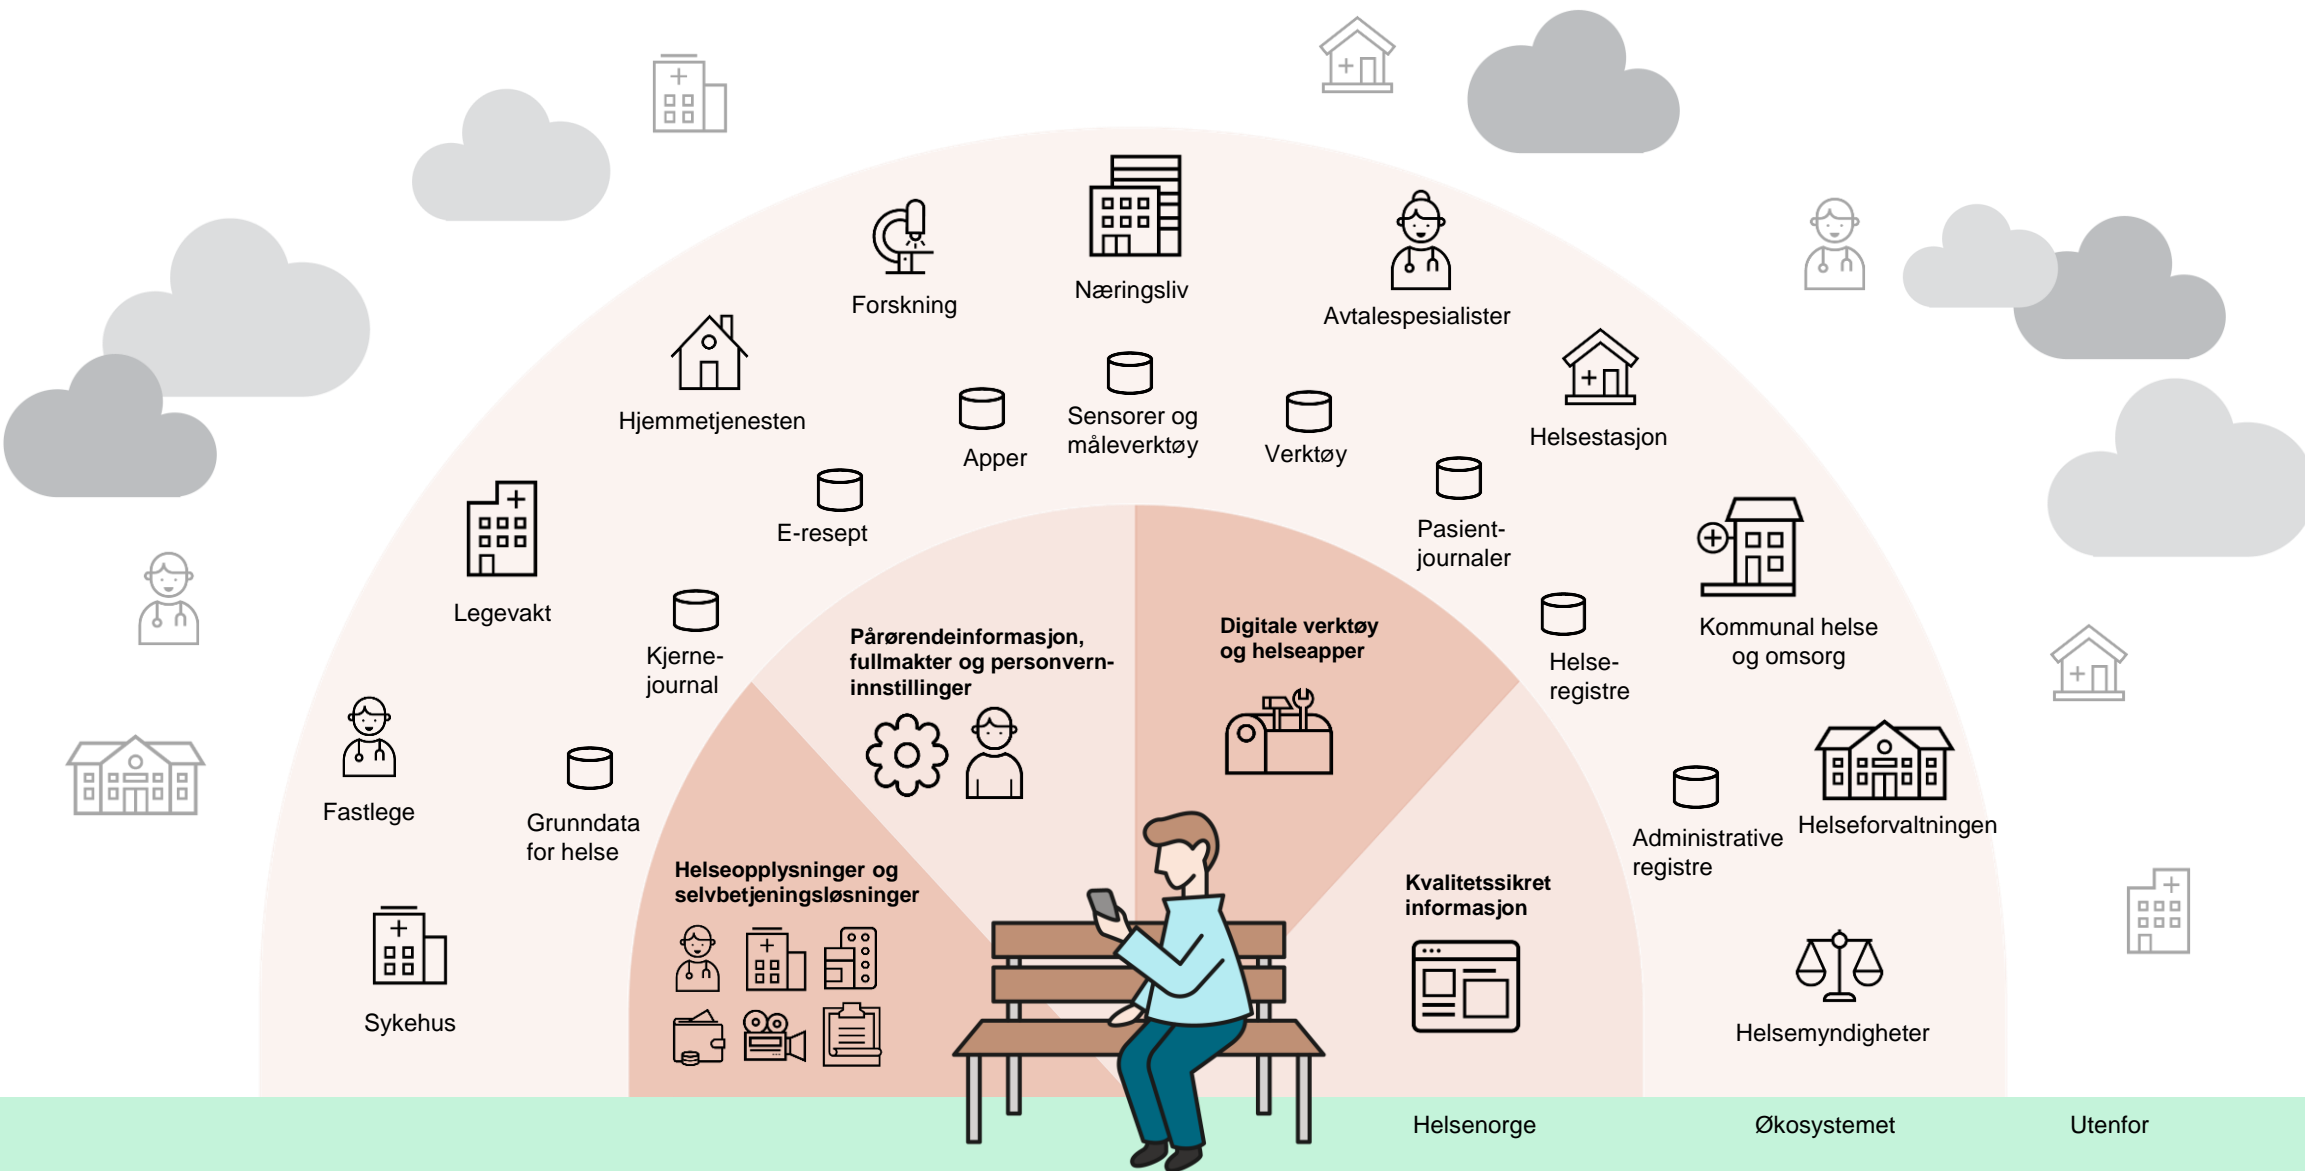 Næringsliv
Forskning
Avtalespesialister
Hjemmetjenesten
Helsestasjon
Sensorer og
måleverktøy
Apper
Verktøy
E-resept
Pasient-
journaler
Legevakt
Kommunal helse
og omsorg
Kjerne-
journal
Helse-
registre
Pårørendeinformasjon,
fullmakter og personvern-
innstillinger
Digitale verktøy
og helseapper
Fastlege
Grunndata
for helse
Administrative
registre
Helseforvaltningen
Helseopplysninger og
selvbetjeningsløsninger
Kvalitetssikret
informasjon
Sykehus
Helsemyndigheter
Helsenorge
Økosystemet
Utenfor